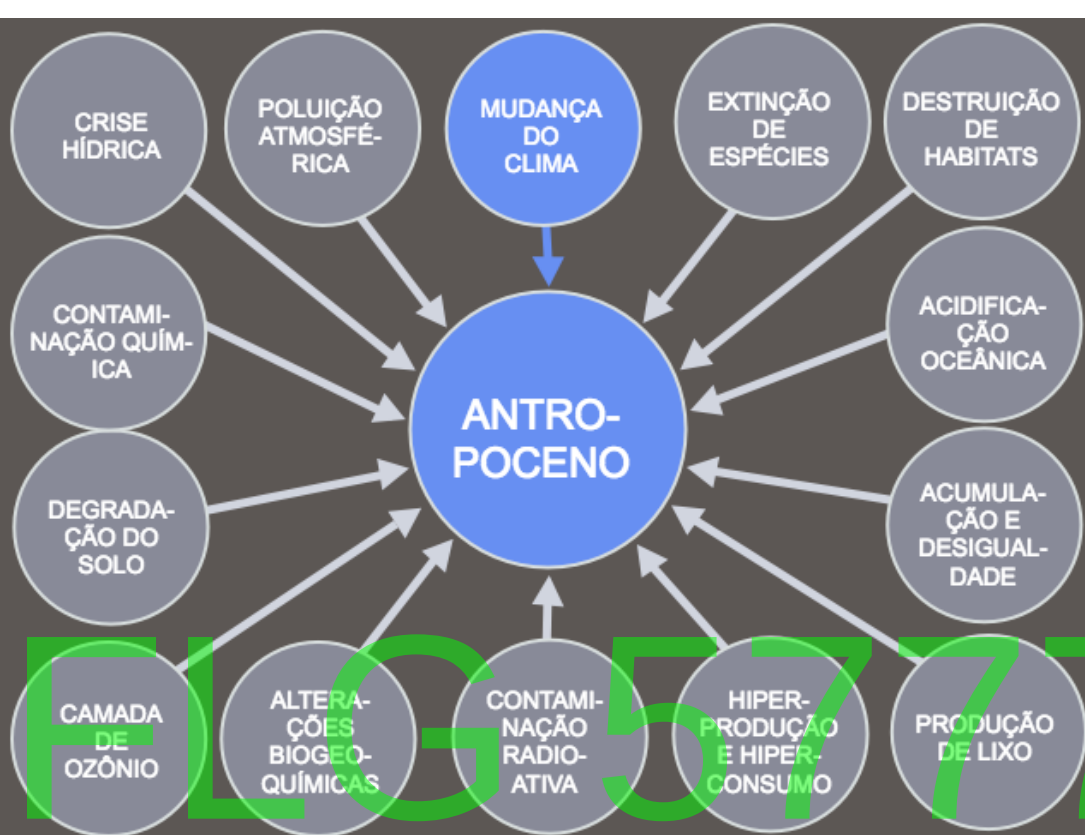 CRISE
HÍDRICA
POLUIÇÃO
ATMOSFÉ-
RICA
MUDANÇA
DO
CLIMA
EXTINÇÃO
DE
ESPÉCIES
DESTRUIÇÃO
DE
HABITATS
CONTAMI-
NAÇÃO QUÍM-
ICA
ACIDIFICA-
ÇÃO
OCEÂNICA
ANTRO-
POCENO
DEGRADA-
ÇÃO DO
SOLO
ACUMULA-
ÇÃO E
DESIGUAL-
DADE
CAMADA
DE
OZÔNIO
ALTERA-
ÇÕES
BIOGEO-
QUÍMICAS
CONTAMI-
NAÇÃO
RADIO-
ATIVA
HIPER-
PRODUÇÃO
E HIPER-
CONSUMO
PRODUÇÃO
DE LIXO
FLG 577